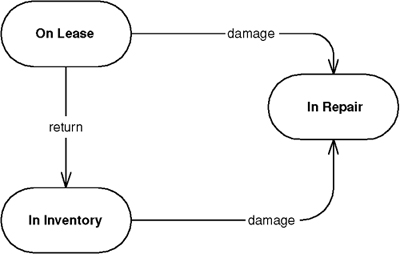 On Lease
damage
In Repair
return
In Inventory
damage